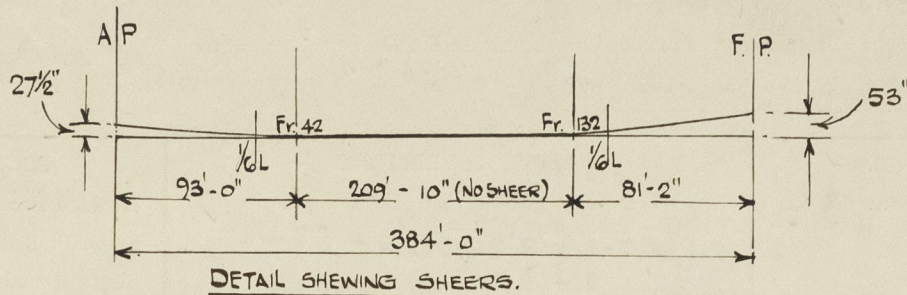 A P
F. P.
27½"
53"
Fr. 42
Fr. 132
⅙L
⅙L
93'-0"
209'-10" (NO SHEER)
81'-2"
384'-0"
DETAIL SHEWING SHEERS.